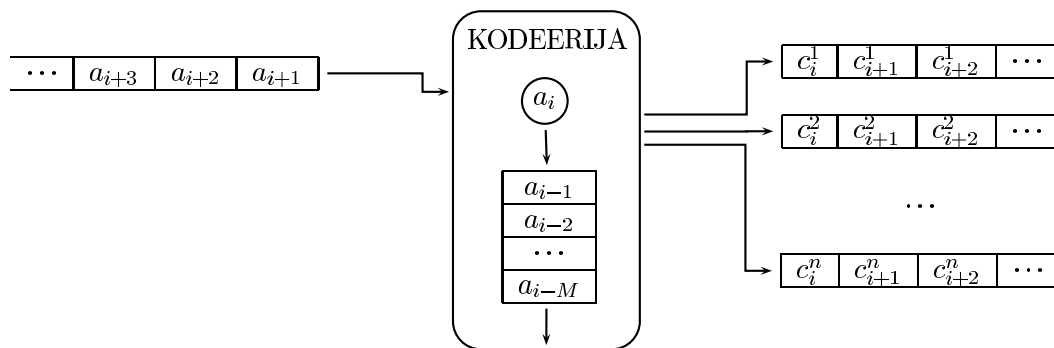 KODEERIJA
⋯ a_{i+3} a_{i+2} a_{i+1}
a_i
a_{i−1}
a_{i−2}
⋯
a_{i−M}
c_i^1 c_{i+1}^1 c_{i+2}^1 ⋯
c_i^2 c_{i+1}^2 c_{i+2}^2 ⋯
⋯
c_i^n c_{i+1}^n c_{i+2}^n ⋯